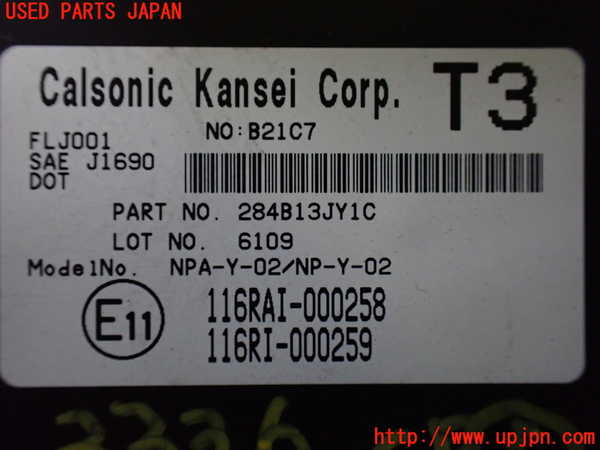 USED PARTS JAPAN
Calsonic Kansei Corp. T3
NO:B21C7
FLJ001
SAE J1690
DOT
PART NO. 284B13JY1C
LOT NO. 6109
ModelNo. NPA-Y-02/NP-Y-02
E11
116RAI-000258
116RI-000259
http://www.upjpn.com/